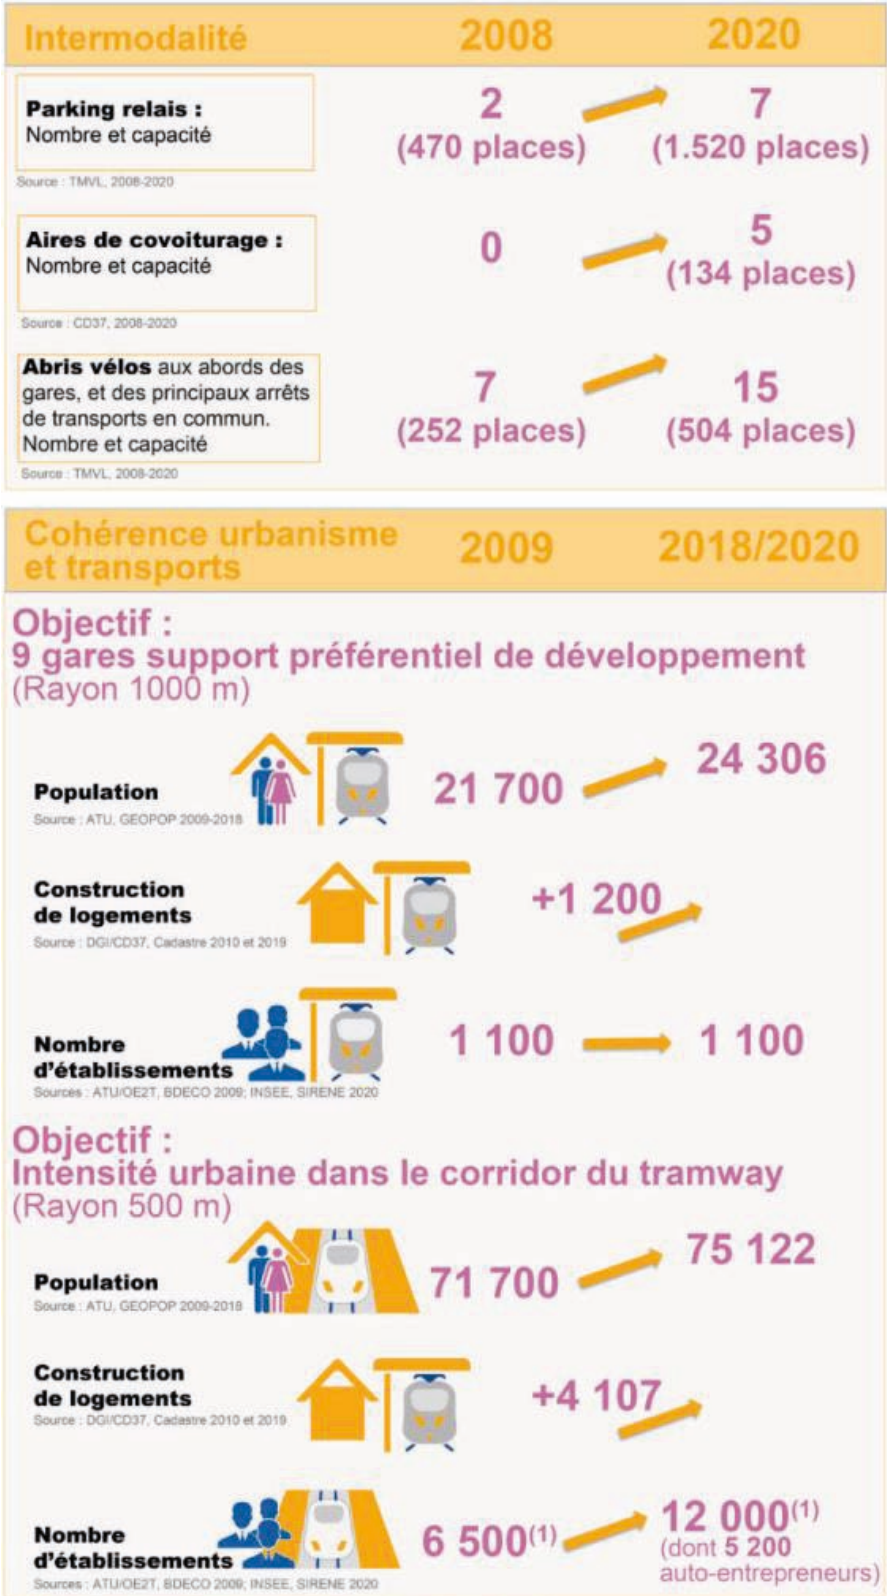 Intermodalité 2008 2020
Parking relais :
Nombre et capacité
2
(470 places)
7
(1.520 places)
Source : TMVL, 2008-2020
Aires de covoiturage :
Nombre et capacité
0
5
(134 places)
Source : CD37, 2008-2020
Abris vélos aux abords des
gares, et des principaux arrêts
de transports en commun.
Nombre et capacité
7
(252 places)
15
(504 places)
Source : TMVL, 2008-2020
Cohérence urbanisme
et transports
2009 2018/2020
Objectif :
9 gares support préférentiel de développement
(Rayon 1000 m)
Population
Source : ATU, GEOPOP 2009-2018
21 700 24 306
Construction
de logements
Source : DGI/CD37, Cadastre 2010 et 2019
+1 200
Nombre
d'établissements
Sources : ATU/OE2T, BDECO 2009; INSEE, SIRENE 2020
1 100 1 100
Objectif :
Intensité urbaine dans le corridor du tramway
(Rayon 500 m)
Population
Source : ATU, GEOPOP 2009-2018
71 700 75 122
Construction
de logements
Source : DGI/CD37, Cadastre 2010 et 2019
+4 107
Nombre
d'établissements
Sources : ATU/OE2T, BDECO 2009; INSEE, SIRENE 2020
6 500(1)
12 000(1)
(dont 5 200
auto-entrepreneurs)